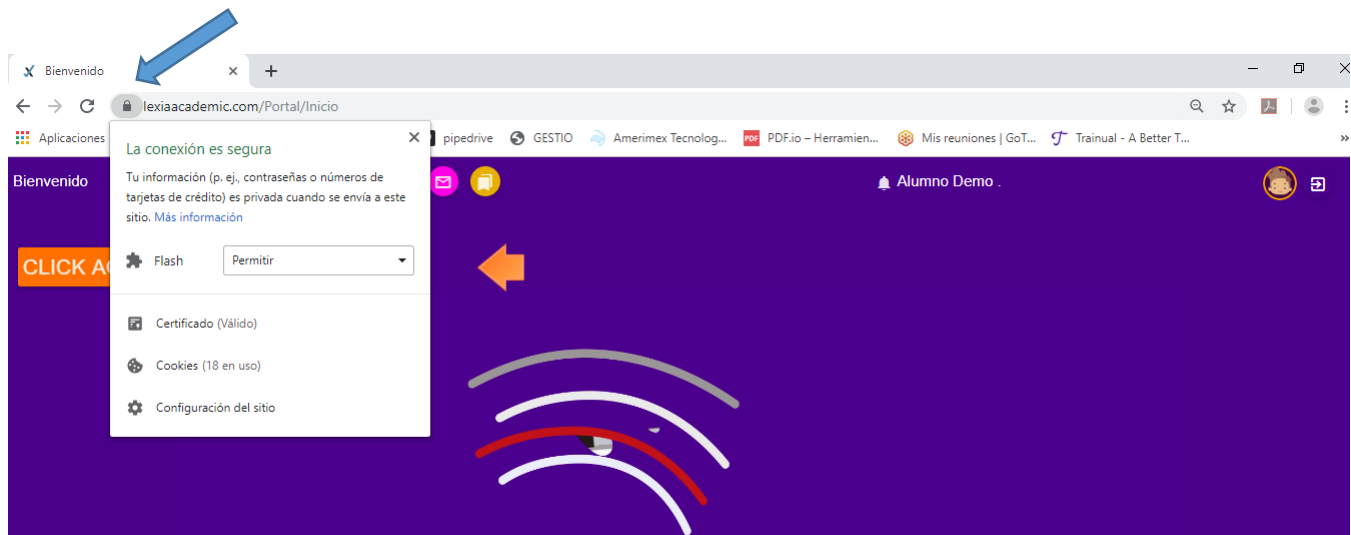 Bienvenido
lexiaacademic.com/Portal/Inicio
Aplicaciones
pipedrive
GESTIO
Amerimex Tecnolog...
PDF
PDF.io – Herramien...
Mis reuniones | GoT...
Trainual - A Better T...
»
Bienvenido
Alumno Demo .
La conexión es segura
Tu información (p. ej., contraseñas o números de
tarjetas de crédito) es privada cuando se envía a este
sitio. Más información
Flash
Permitir
CLICK
Certificado (Válido)
Cookies (18 en uso)
Configuración del sitio